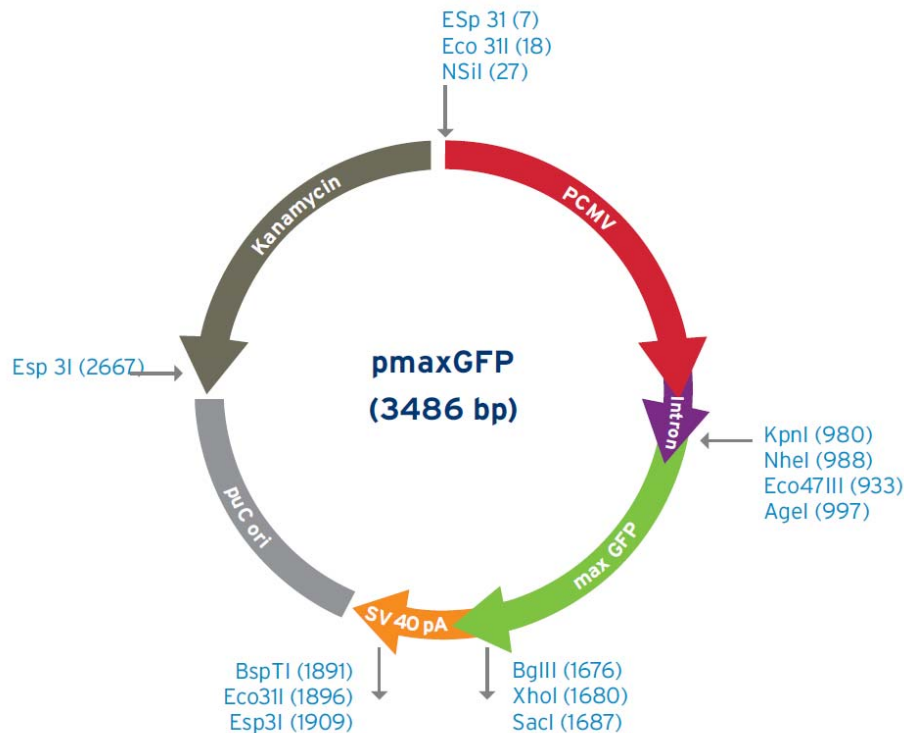 ESp 31 (7)
Eco 31I (18)
NSiI (27)
Kanamycin
PCMV
Esp 3I (2667)
pmaxGFP
(3486 bp)
Intron
KpnI (980)
NheI (988)
Eco47III (933)
AgeI (997)
puC ori
max GFP
SV 40 pA
BspTI (1891)
Eco31I (1896)
Esp3I (1909)
BglII (1676)
XhoI (1680)
SacI (1687)